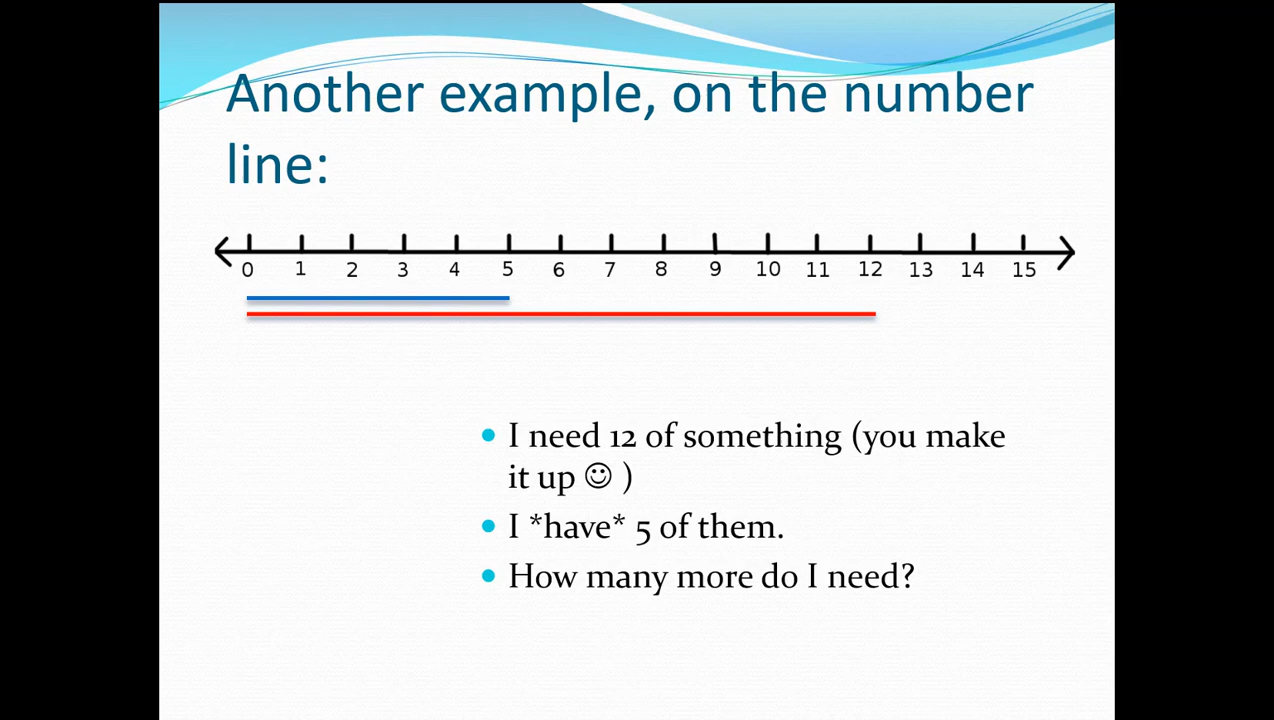 Another example, on the number
line:
0 1 2 3 4 5 6 7 8 9 10 11 12 13 14 15
• I need 12 of something (you make
it up ☺ )
• I *have* 5 of them.
• How many more do I need?